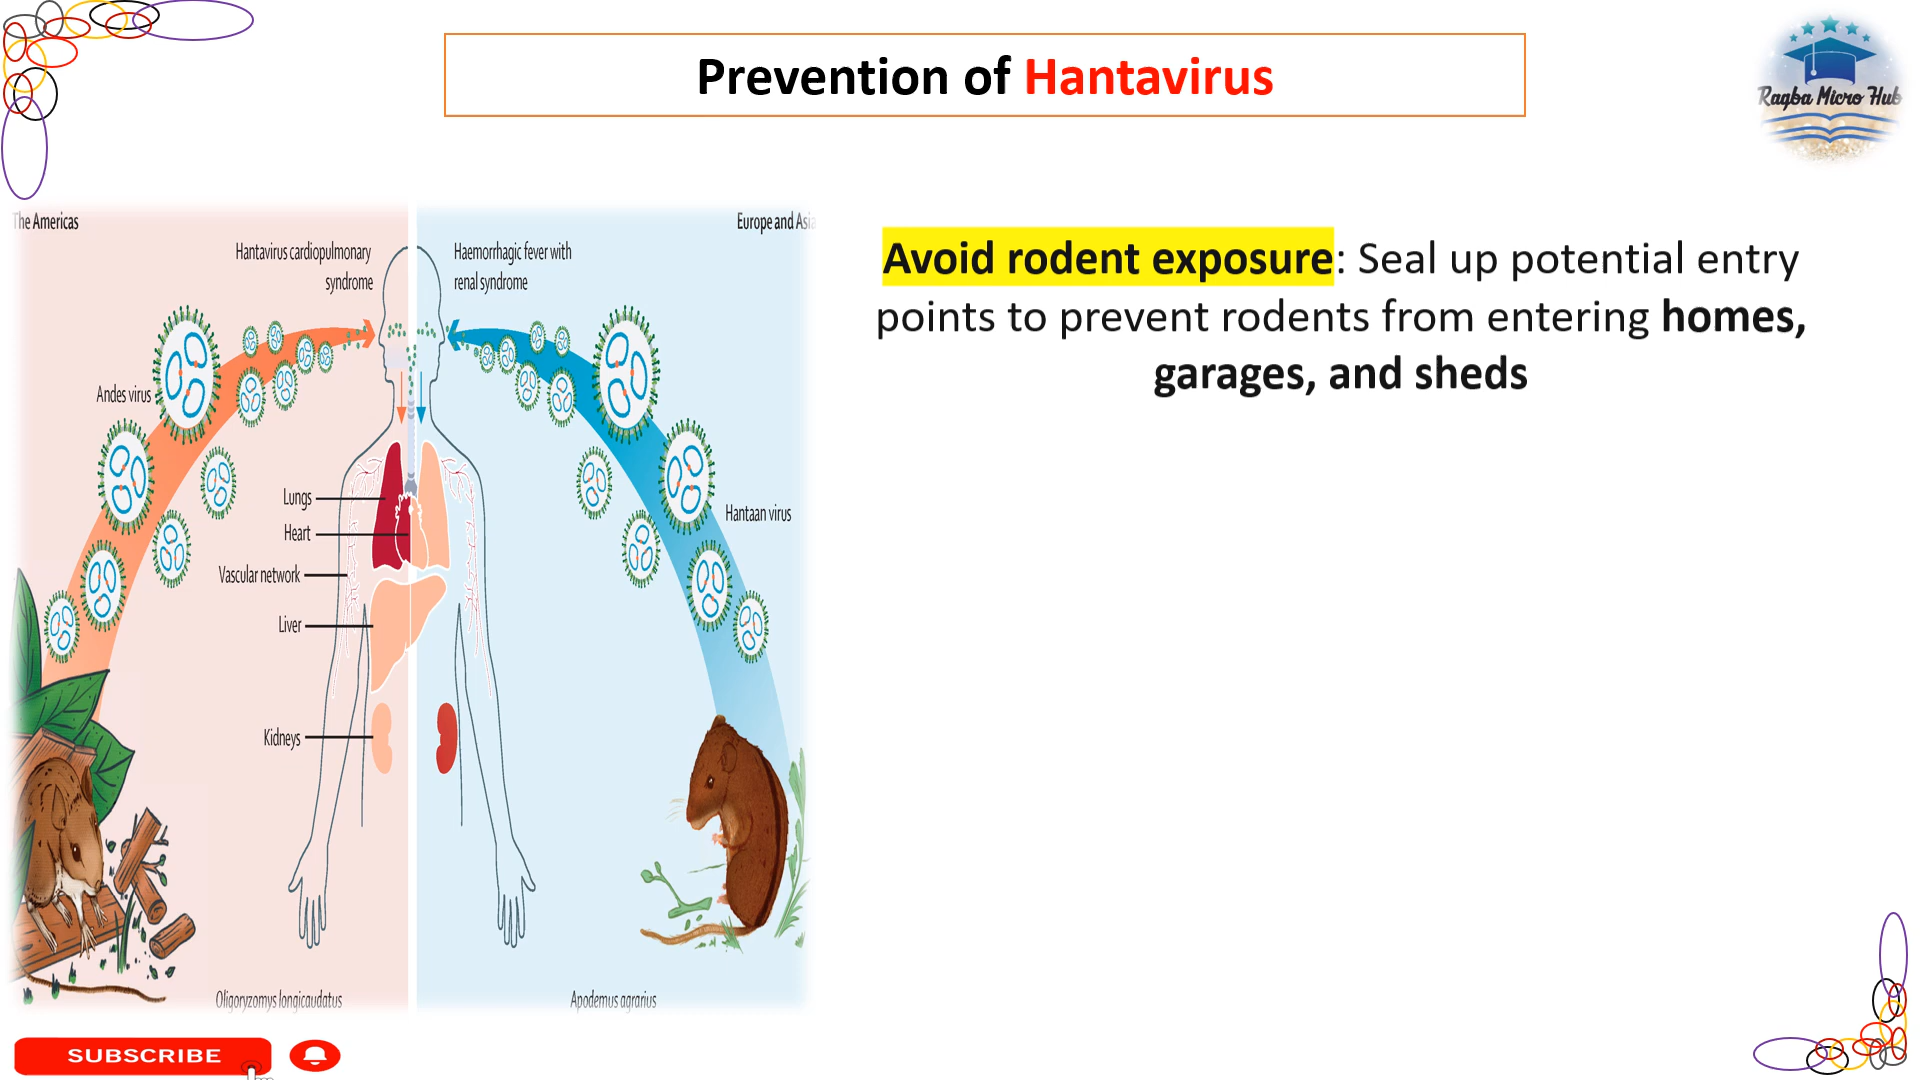 Prevention of Hantavirus
Ragba Micro Hub
The Americas
Europe and Asia
Hantavirus cardiopulmonary
syndrome
Haemorrhagic fever with
renal syndrome
Andes virus
Lungs
Heart
Vascular network
Liver
Kidneys
Hantaan virus
Oligoryzomys longicaudatus
Apodemus agrarius
Avoid rodent exposure: Seal up potential entry
points to prevent rodents from entering homes,
garages, and sheds
SUBSCRIBE